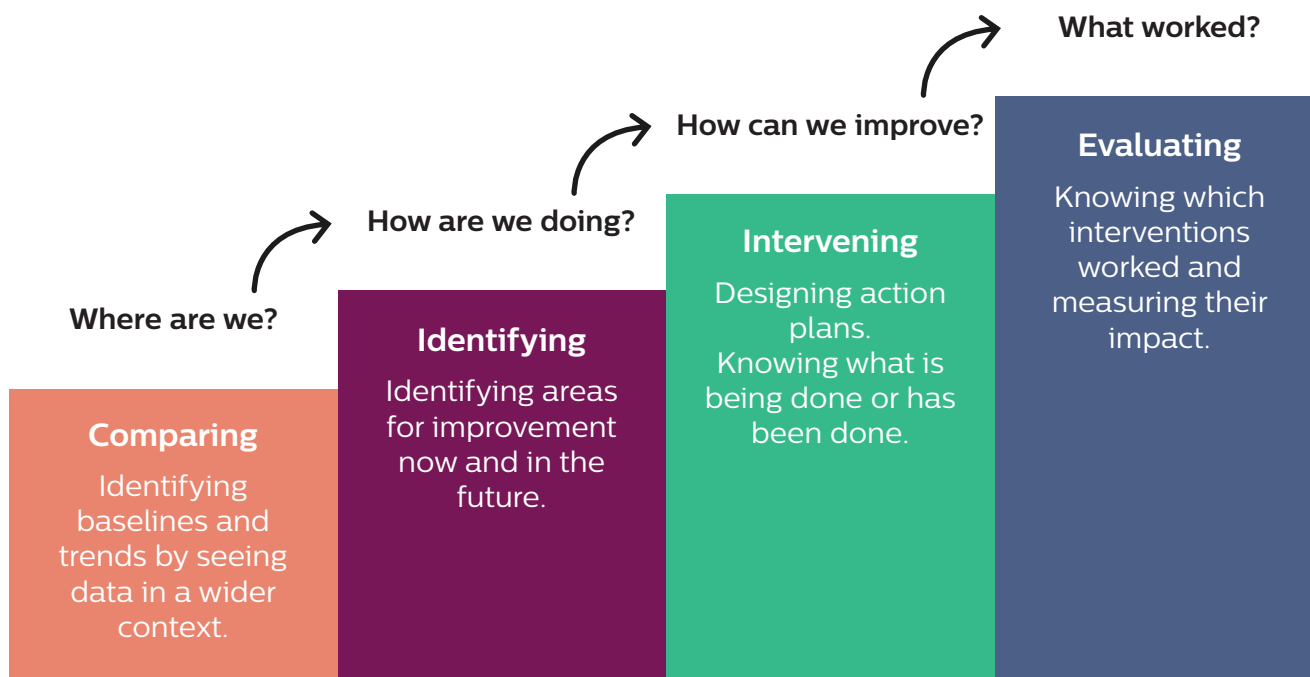 Where are we?
Comparing
Identifying
baselines and
trends by seeing
data in a wider
context.
How are we doing?
Identifying
Identifying areas
for improvement
now and in the
future.
How can we improve?
Intervening
Designing action
plans.
Knowing what is
being done or has
been done.
What worked?
Evaluating
Knowing which
interventions
worked and
measuring their
impact.